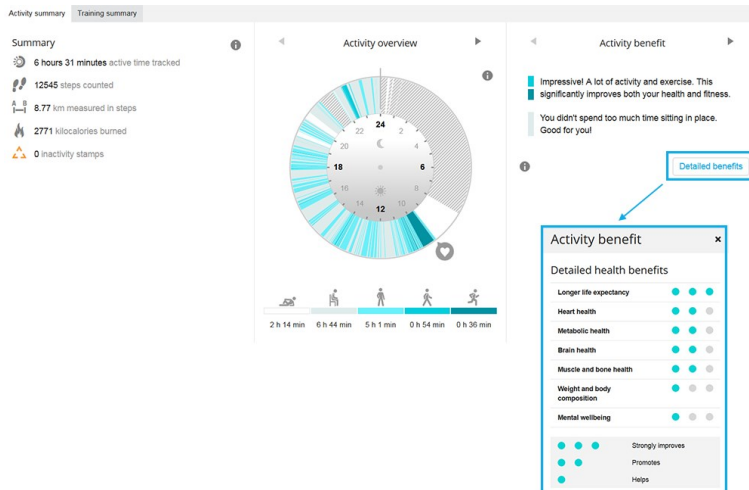 Activity summary
Training summary
Summary
6 hours 31 minutes active time tracked
12545 steps counted
A B
8.77 km measured in steps
2771 kilocalories burned
0 inactivity stamps
Activity overview
24
22
2
20
4
18
6
16
8
14
10
12
2 h 14 min
6 h 44 min
5 h 1 min
0 h 54 min
0 h 36 min
Activity benefit
Impressive! A lot of activity and exercise. This
significantly improves both your health and fitness.
You didn't spend too much time sitting in place.
Good for you!
Detailed benefits
Activity benefit
×
Detailed health benefits
Longer life expectancy
Heart health
Metabolic health
Brain health
Muscle and bone health
Weight and body
composition
Mental wellbeing
Strongly improves
Promotes
Helps